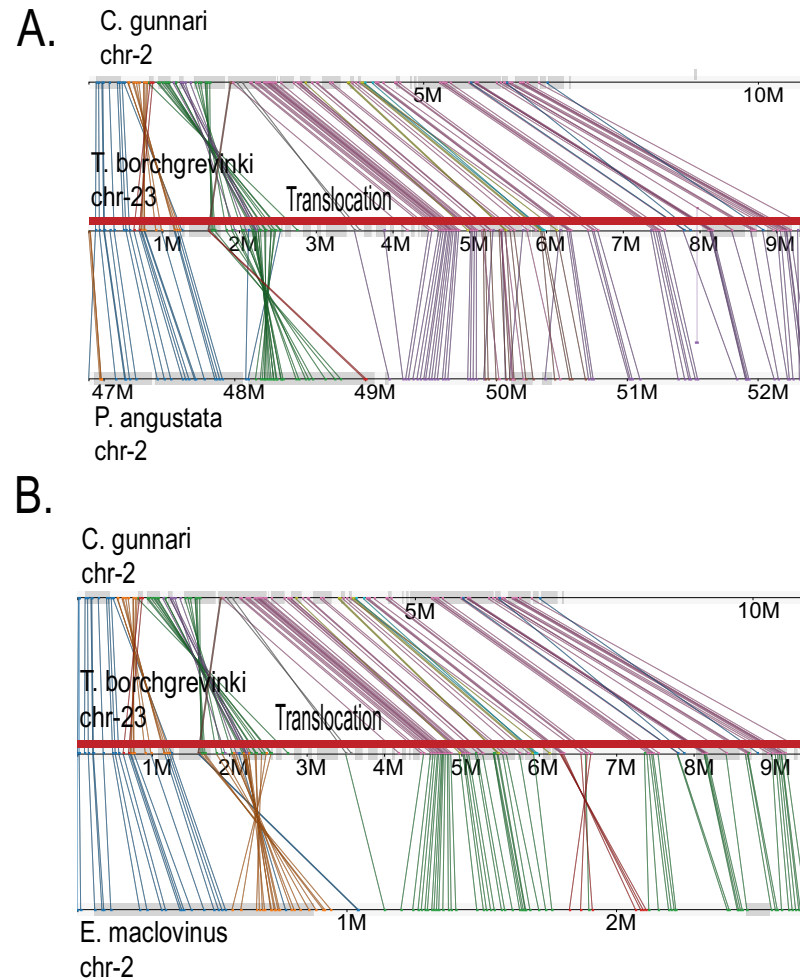 A.
C. gunnari
chr-2
5M 10M
T. borchgrevinki
chr-23
Translocation
1M 2M 3M 4M 5M 6M 7M 8M 9M
47M 48M 49M 50M 51M 52M
P. angustata
chr-2
B.
C. gunnari
chr-2
5M 10M
T. borchgrevinki
chr-23
Translocation
1M 2M 3M 4M 5M 6M 7M 8M 9M
1M 2M
E. maclovinus
chr-2